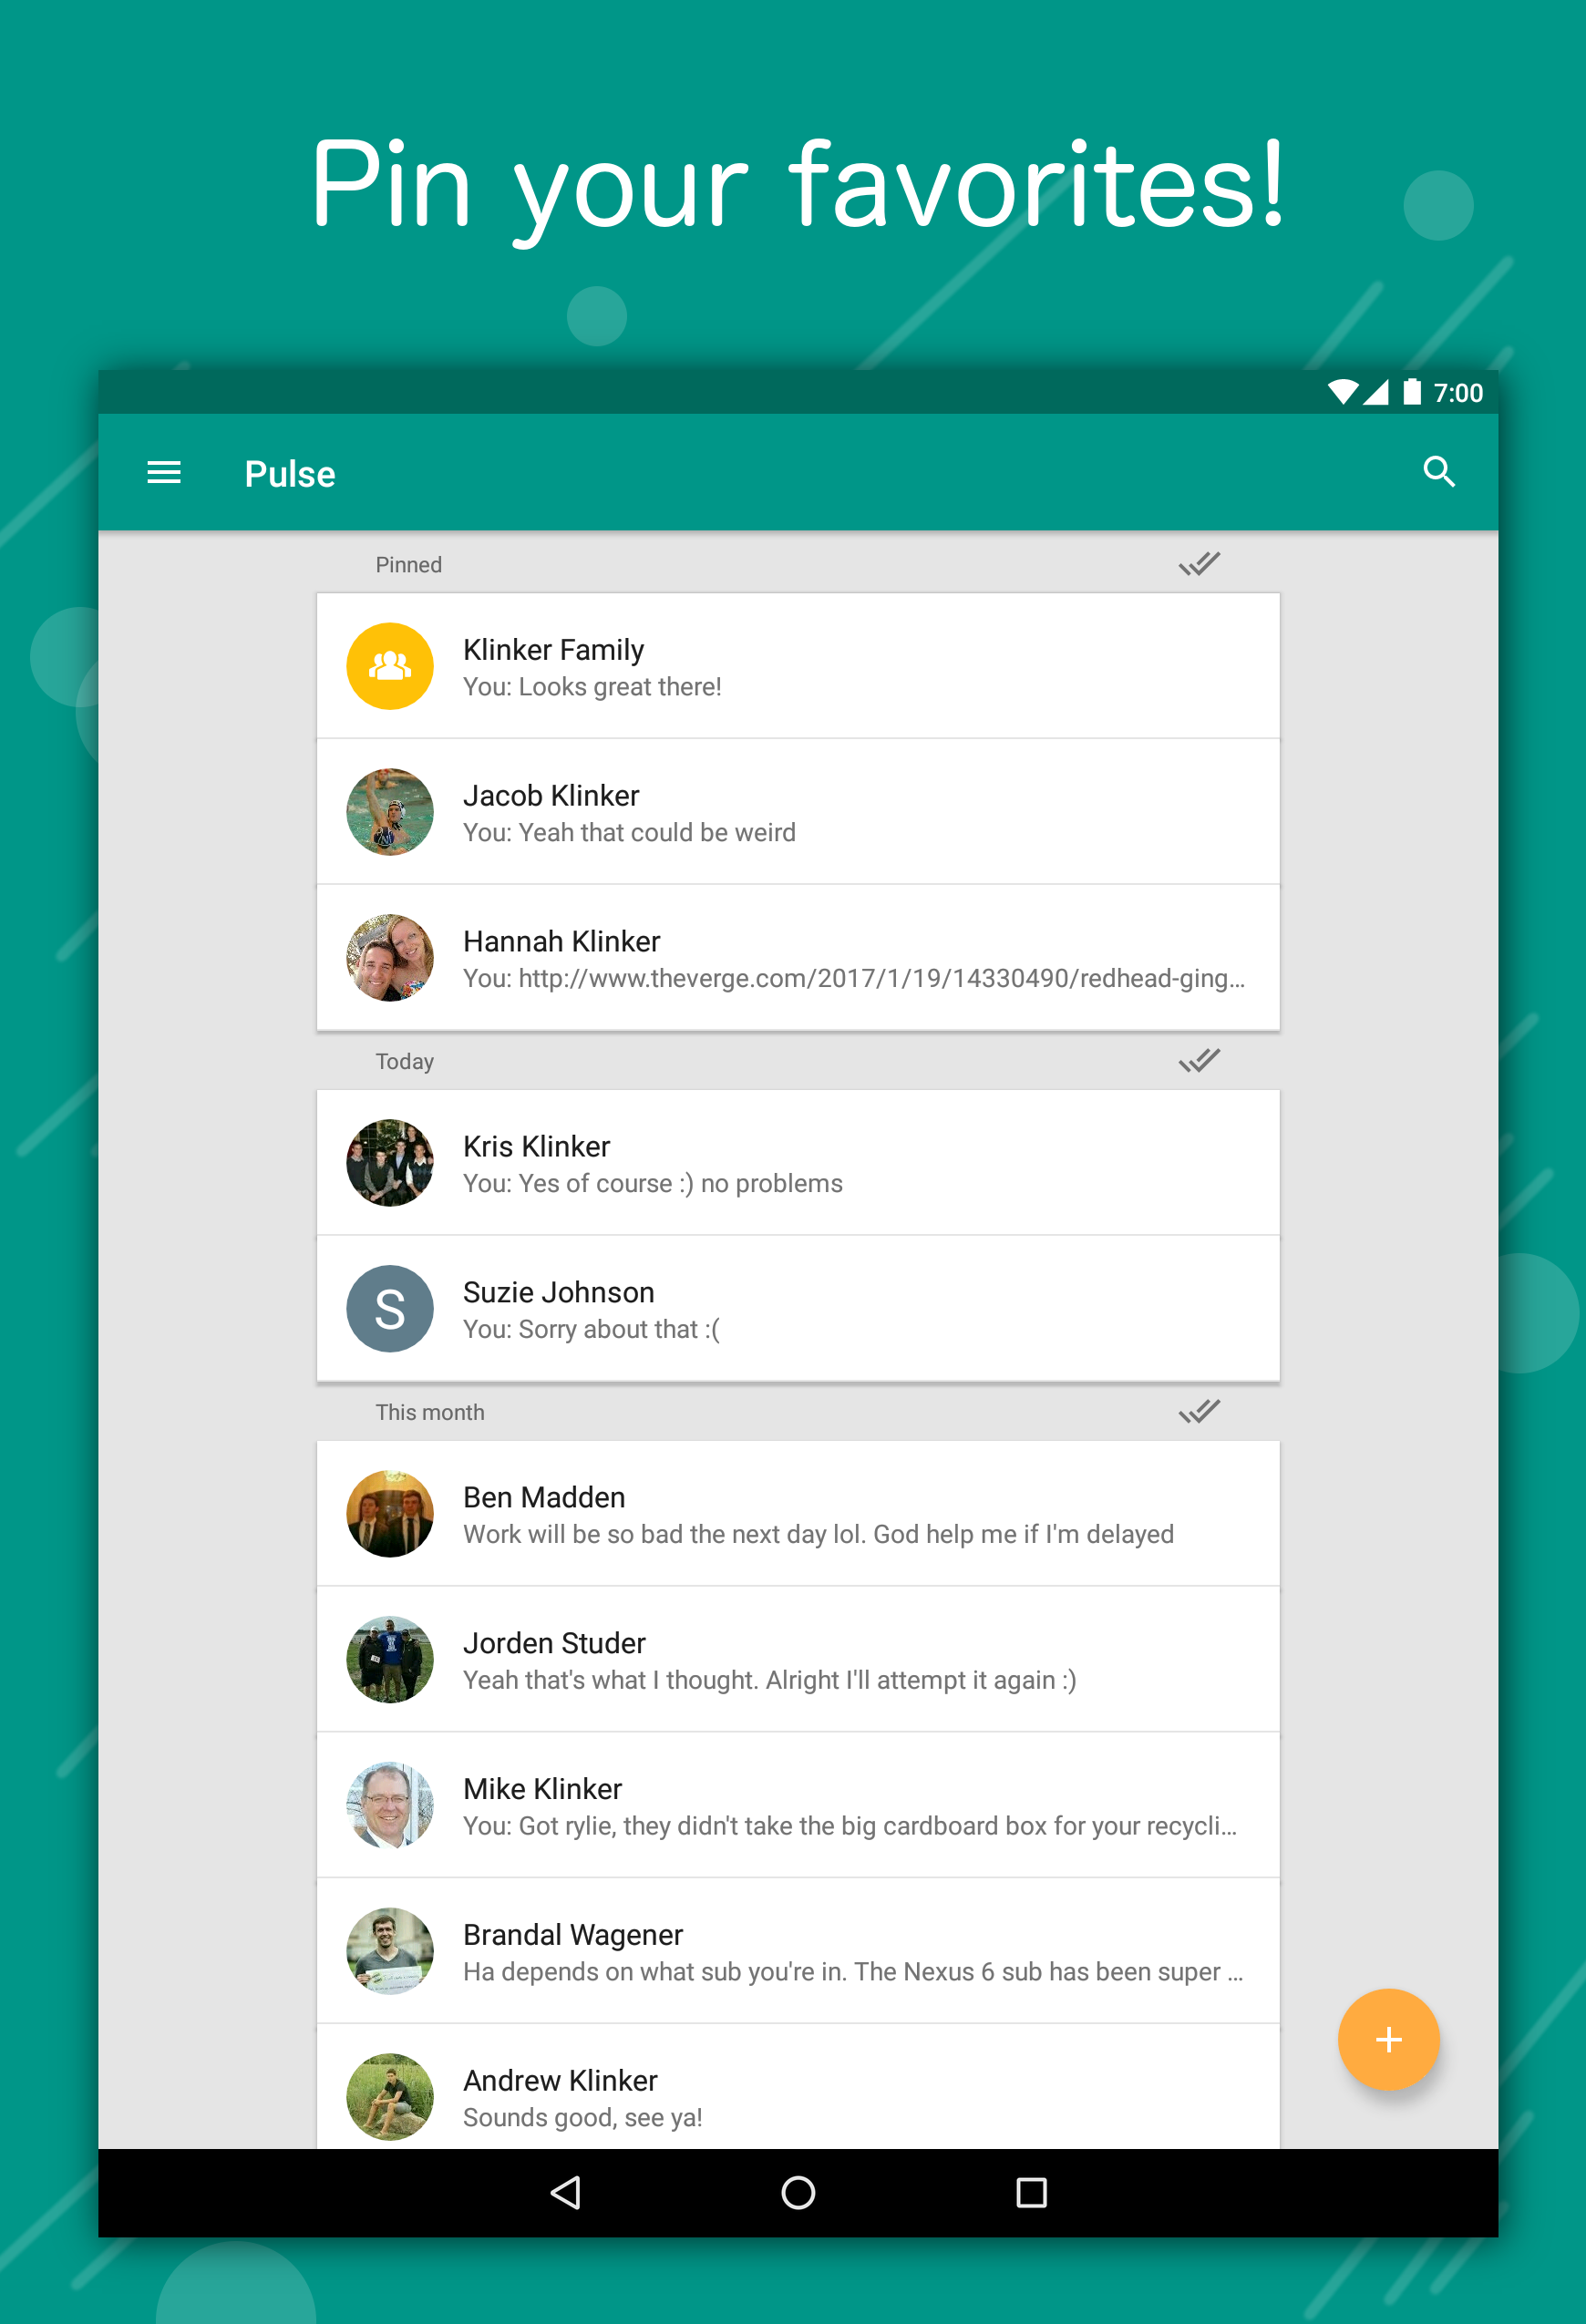 Pin your favorites!
7:00
Pulse
Pinned
Klinker Family
You: Looks great there!
Jacob Klinker
You: Yeah that could be weird
Hannah Klinker
You: http://www.theverge.com/2017/1/19/14330490/redhead-ging...
Today
Kris Klinker
You: Yes of course :) no problems
S
Suzie Johnson
You: Sorry about that :(
This month
Ben Madden
Work will be so bad the next day lol. God help me if I'm delayed
Jorden Studer
Yeah that's what I thought. Alright I'll attempt it again :)
Mike Klinker
You: Got rylie, they didn't take the big cardboard box for your recycli...
Brandal Wagener
Ha depends on what sub you're in. The Nexus 6 sub has been super ...
Andrew Klinker
Sounds good, see ya!